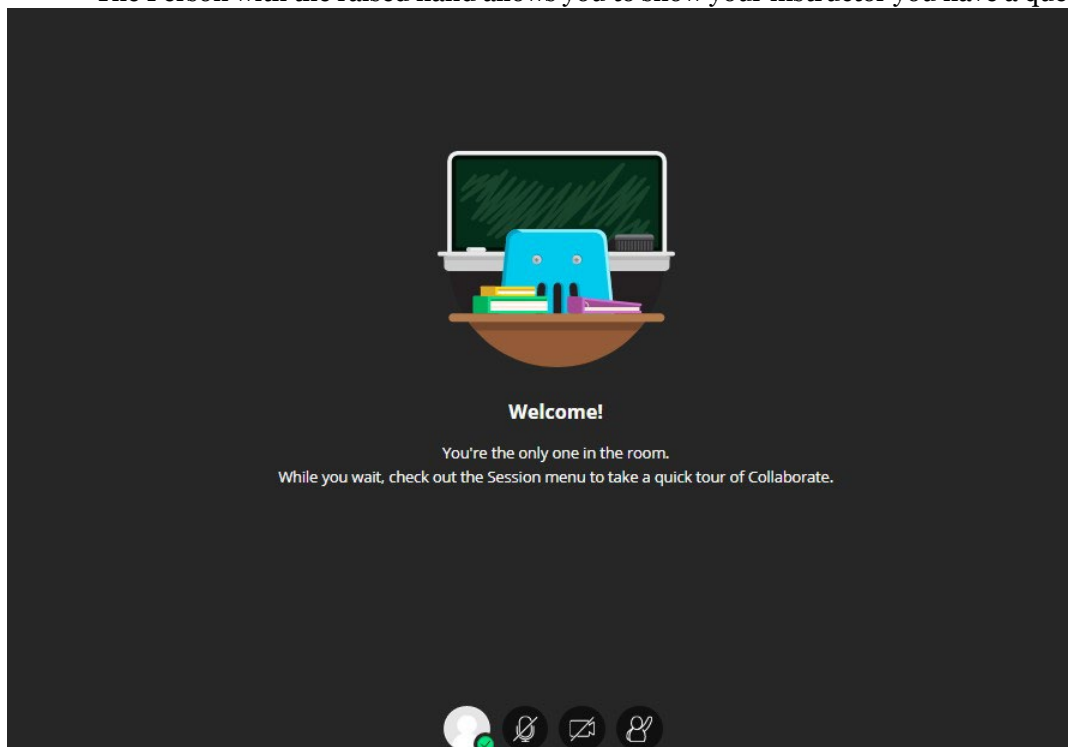 The Person with the raised hand allows you to show your instructor you have a que
Welcome!
You're the only one in the room.
While you wait, check out the Session menu to take a quick tour of Collaborate.